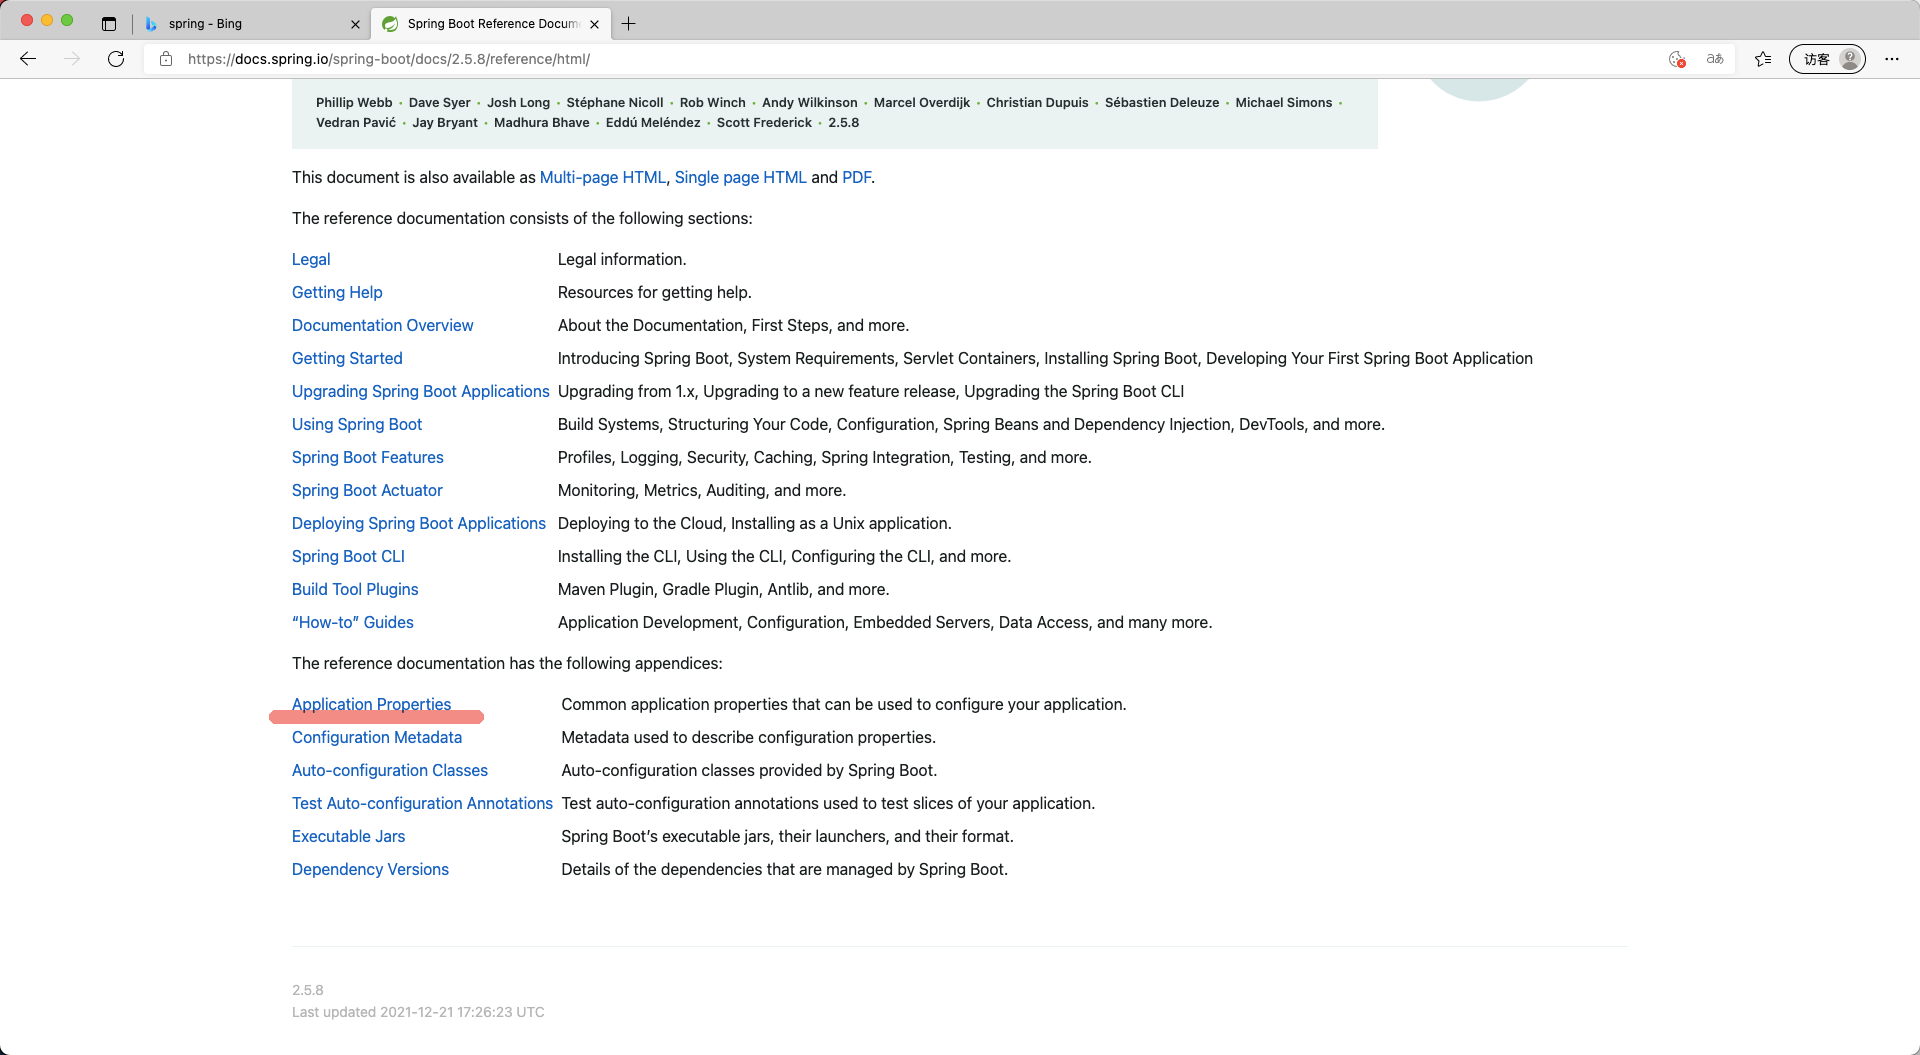 spring - Bing
Spring Boot Reference Docum
https://docs.spring.io/spring-boot/docs/2.5.8/reference/html/
aあ
访客
Phillip Webb · Dave Syer · Josh Long · Stéphane Nicoll · Rob Winch · Andy Wilkinson · Marcel Overdijk · Christian Dupuis · Sébastien Deleuze · Michael Simons ·
Vedran Pavić · Jay Bryant · Madhura Bhave · Eddú Meléndez · Scott Frederick · 2.5.8
This document is also available as Multi-page HTML, Single page HTML and PDF.
The reference documentation consists of the following sections:
Legal Legal information.
Getting Help Resources for getting help.
Documentation Overview About the Documentation, First Steps, and more.
Getting Started Introducing Spring Boot, System Requirements, Servlet Containers, Installing Spring Boot, Developing Your First Spring Boot Application
Upgrading Spring Boot Applications Upgrading from 1.x, Upgrading to a new feature release, Upgrading the Spring Boot CLI
Using Spring Boot Build Systems, Structuring Your Code, Configuration, Spring Beans and Dependency Injection, DevTools, and more.
Spring Boot Features Profiles, Logging, Security, Caching, Spring Integration, Testing, and more.
Spring Boot Actuator Monitoring, Metrics, Auditing, and more.
Deploying Spring Boot Applications Deploying to the Cloud, Installing as a Unix application.
Spring Boot CLI Installing the CLI, Using the CLI, Configuring the CLI, and more.
Build Tool Plugins Maven Plugin, Gradle Plugin, Antlib, and more.
“How-to” Guides Application Development, Configuration, Embedded Servers, Data Access, and many more.
The reference documentation has the following appendices:
Application Properties Common application properties that can be used to configure your application.
Configuration Metadata Metadata used to describe configuration properties.
Auto-configuration Classes Auto-configuration classes provided by Spring Boot.
Test Auto-configuration Annotations Test auto-configuration annotations used to test slices of your application.
Executable Jars Spring Boot’s executable jars, their launchers, and their format.
Dependency Versions Details of the dependencies that are managed by Spring Boot.
2.5.8
Last updated 2021-12-21 17:26:23 UTC